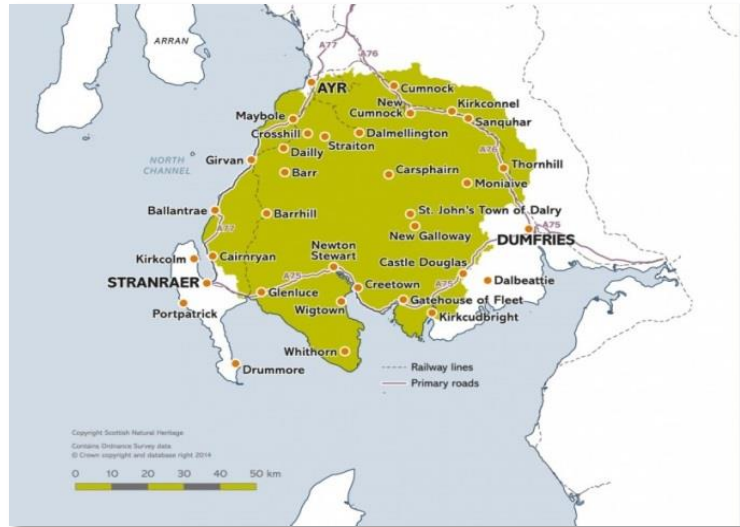 ARRAN
A77
A76
AYR
Cumnock
New
Cumnock
Kirkconnel
Sanquhar
Maybole
Crosshill
Straiton
Dalmellington
Dailly
A76
NORTH
CHANNEL
Girvan
Thornhill
Barr
Carsphairn
Moniaive
Ballantrae
Barrhill
St. John's Town of Dalry
A77
New Galloway
A75
DUMFRIES
Kirkcolm
Cairnryan
Newton
Stewart
Castle Douglas
STRANRAER
A75
Creetown
A75
Dalbeattie
Glenluce
Gatehouse of Fleet
Portpatrick
Wigtown
Kirkcudbright
Whithorn
Drummore
Railway lines
Primary roads
Copyright Scottish Natural Heritage
Contains Ordnance Survey data
© Crown copyright and database right 2014
0 10 20 30 40 50 km